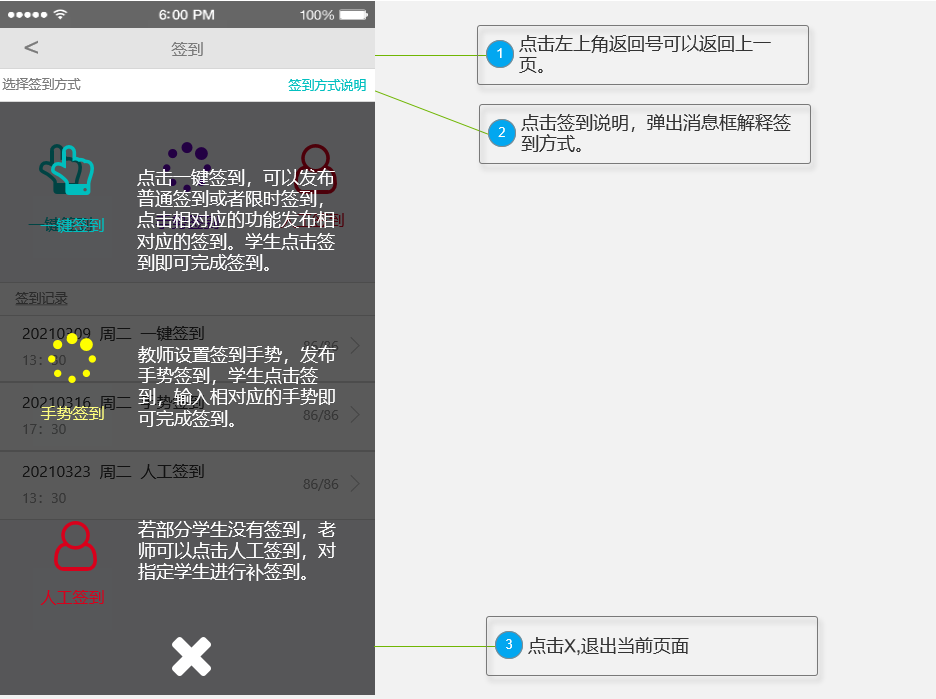 6:00 PM
100%
<
签到
选择签到方式
签到方式说明
点击一键签到，可以发布
普通签到或者限时签到，
点击相对应的功能发布相
对应的签到。学生点击签
到即可完成签到。
一键签到
签到记录
20210309 周二 一键签到
13：30
86/86
教师设置签到手势，发布
手势签到，学生点击签
到，输入相对应的手势即
可完成签到。
20210316 周二 手势签到
手势签到
17：30
86/86
20210323 周二 人工签到
13：30
86/86
若部分学生没有签到，老
师可以点击人工签到，对
指定学生进行补签到。
人工签到
1
点击左上角返回号可以返回上一
页。
2
点击签到说明，弹出消息框解释签
到方式。
3
点击X,退出当前页面